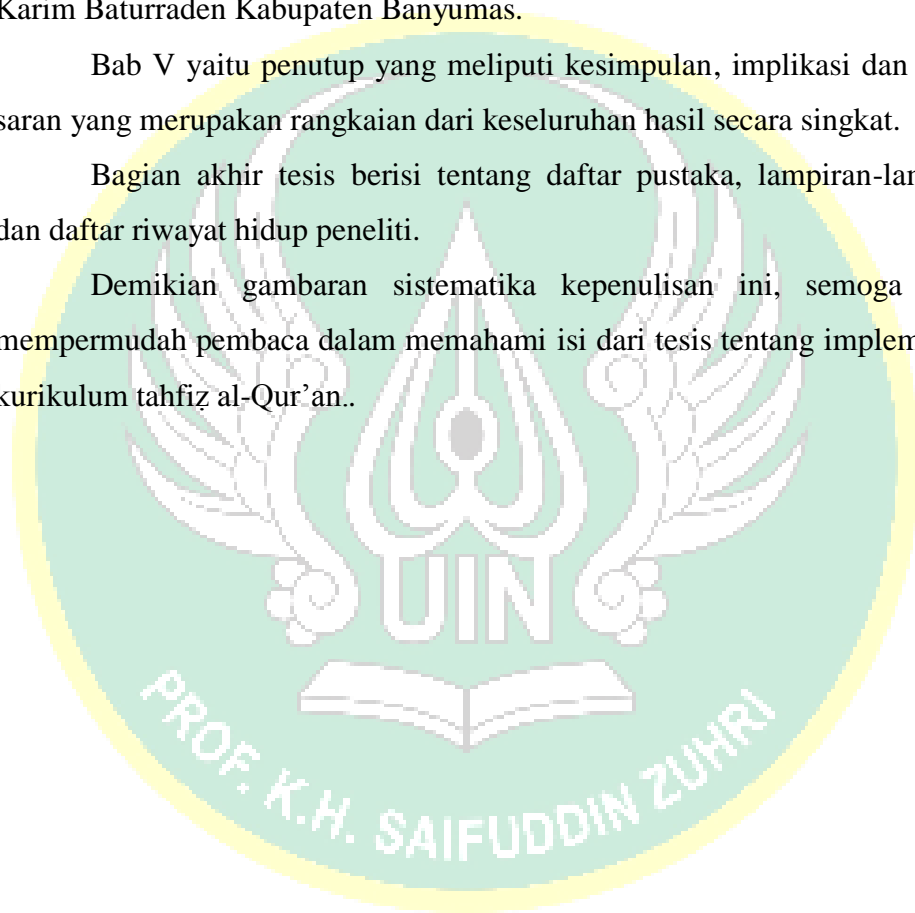 Karim Baturraden Kabupaten Banyumas.
Bab V yaitu penutup yang meliputi kesimpulan, implikasi dan
saran yang merupakan rangkaian dari keseluruhan hasil secara singkat.
Bagian akhir tesis berisi tentang daftar pustaka, lampiran-lar
dan daftar riwayat hidup peneliti.
Demikian gambaran sistematika kepenulisan ini, semoga
mempermudah pembaca dalam memahami isi dari tesis tentang implem
kurikulum tahfiẓ al-Qur’an..
UIN
PROF. K.H. SAIFUDDIN ZUHRI